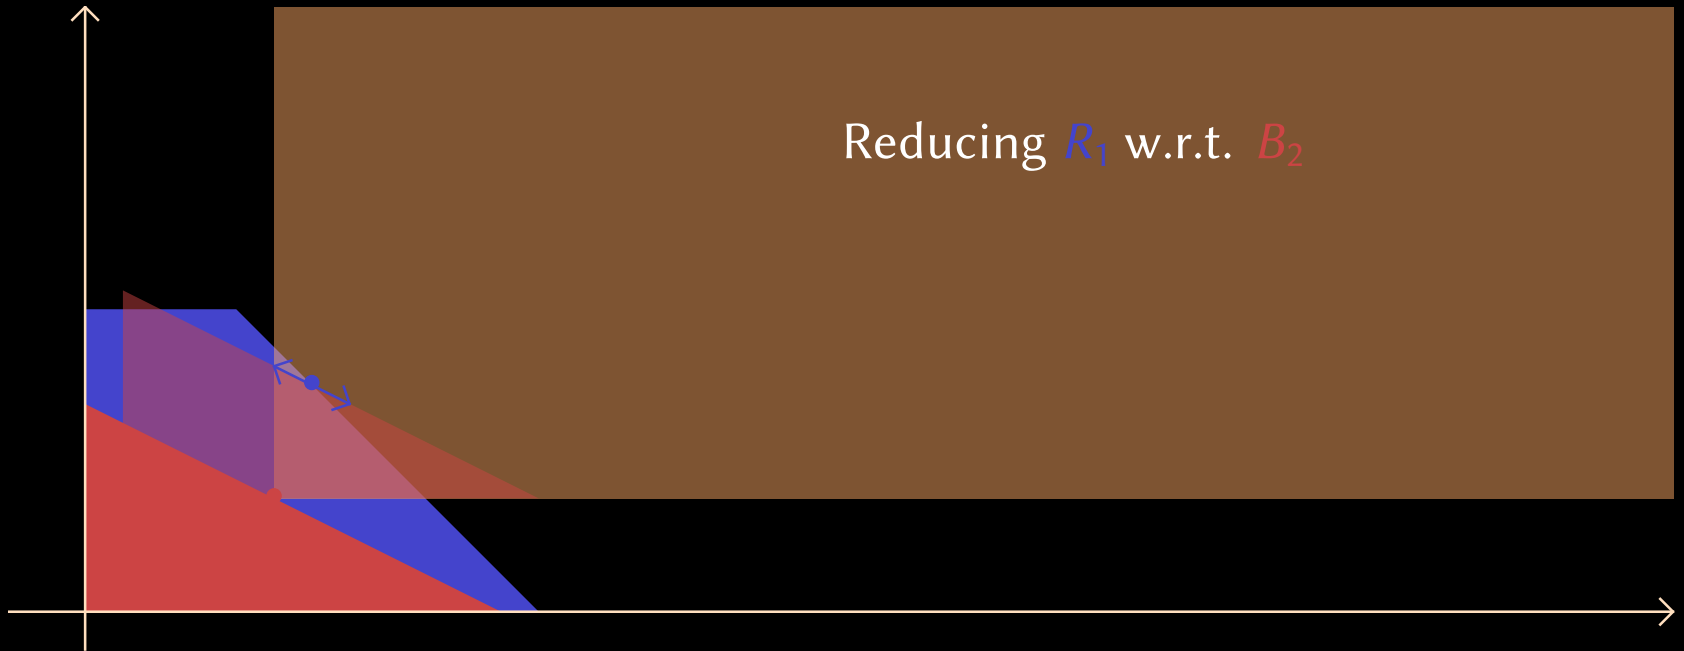 Reducing R₁ w.r.t. B₂